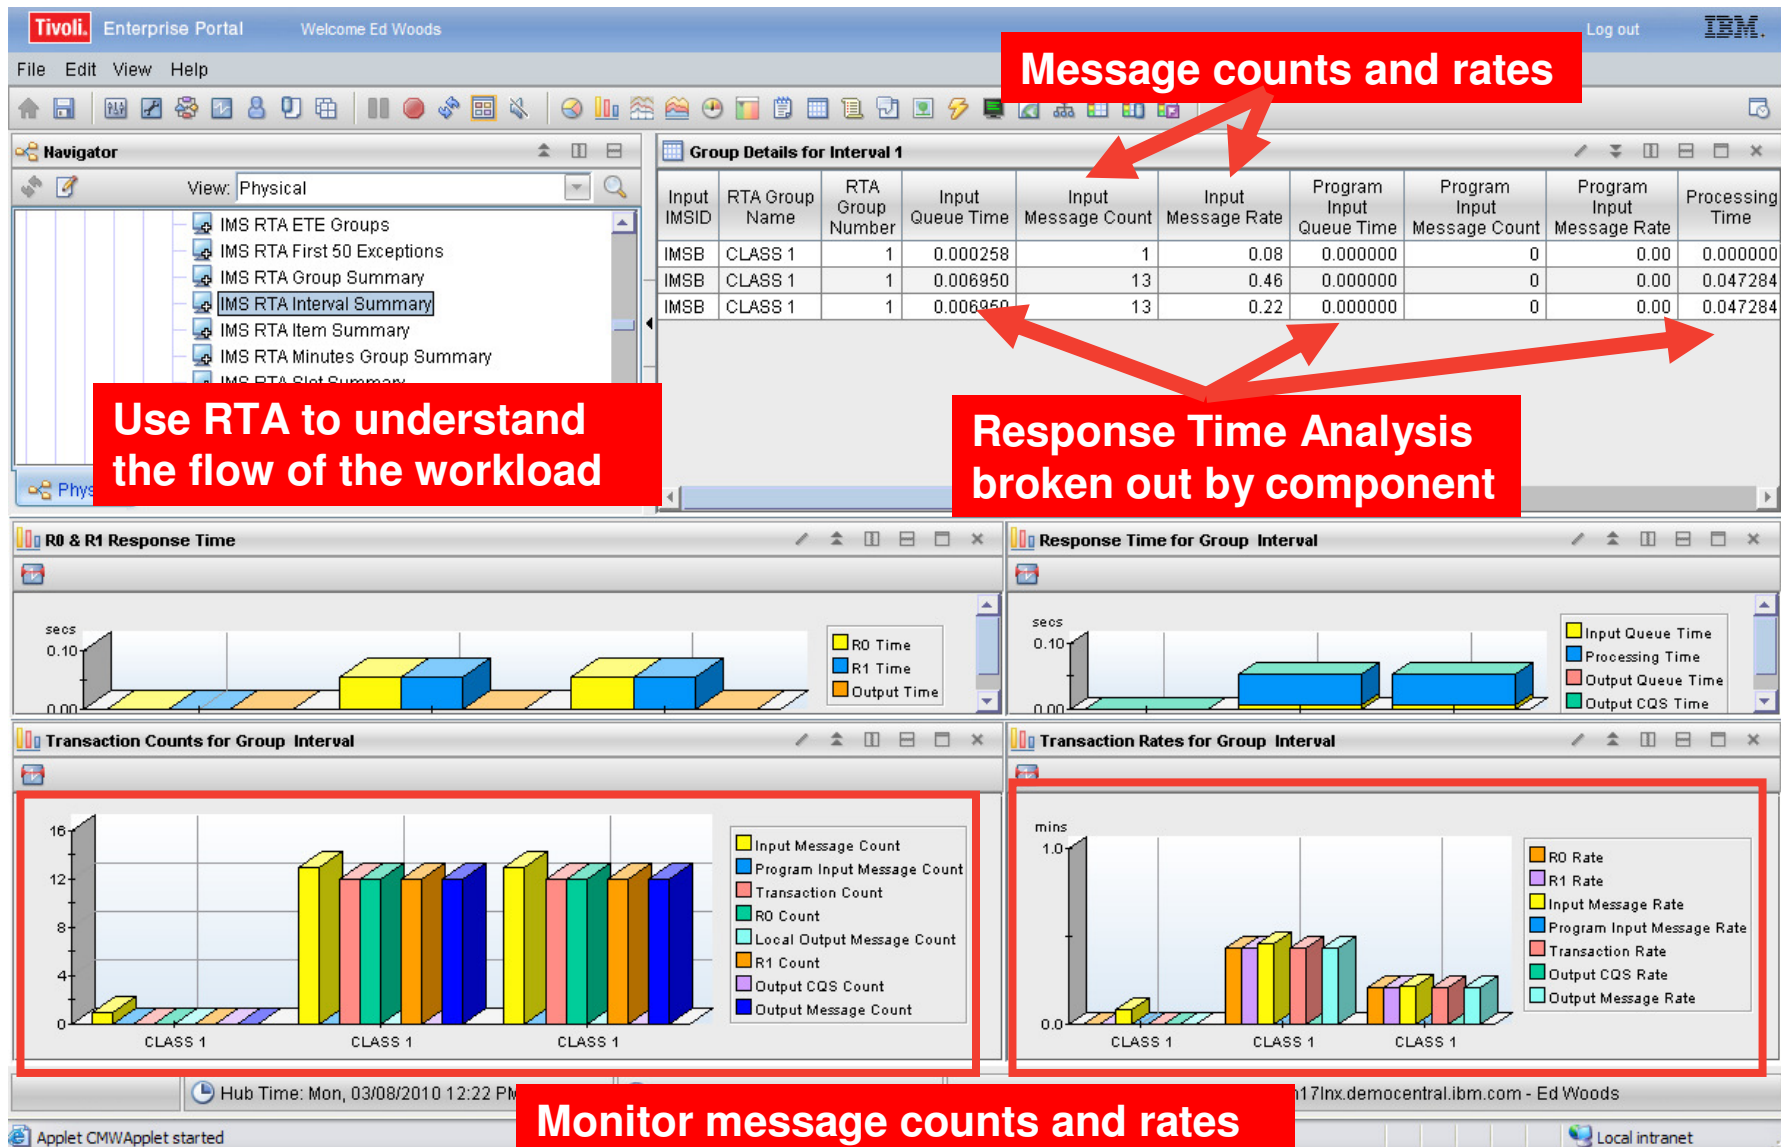 Tivoli. Enterprise Portal Welcome Ed Woods Log out IBM.
File Edit View Help
Message counts and rates
Navigator
View: Physical
IMS RTA ETE Groups
IMS RTA First 50 Exceptions
IMS RTA Group Summary
IMS RTA Interval Summary
IMS RTA Item Summary
IMS RTA Minutes Group Summary
IMS RTA Slot Summary
Use RTA to understand
the flow of the workload
Phys
Group Details for Interval 1
Input IMSID RTA Group Name RTA Group Number Input Queue Time Input Message Count Input Message Rate Program Input Queue Time Program Input Message Count Program Input Message Rate Processing Time
IMSB CLASS 1 1 0.000258 1 0.08 0.000000 0 0.00 0.000000
IMSB CLASS 1 1 0.006950 13 0.46 0.000000 0 0.00 0.047284
IMSB CLASS 1 1 0.006950 13 0.22 0.000000 0 0.00 0.047284
Response Time Analysis
broken out by component
R0 & R1 Response Time
secs
0.10
0.00
R0 Time
R1 Time
Output Time
Response Time for Group Interval
secs
0.10
0.00
Input Queue Time
Processing Time
Output Queue Time
Output CQS Time
Transaction Counts for Group Interval
16
12
8
4
0
CLASS 1 CLASS 1 CLASS 1
Input Message Count
Program Input Message Count
Transaction Count
R0 Count
Local Output Message Count
R1 Count
Output CQS Count
Output Message Count
Transaction Rates for Group Interval
mins
1.0
0.0
CLASS 1 CLASS 1 CLASS 1
R0 Rate
R1 Rate
Input Message Rate
Program Input Message Rate
Transaction Rate
Output CQS Rate
Output Message Rate
Hub Time: Mon, 03/08/2010 12:22 PM
17lnx.democentral.ibm.com - Ed Woods
Monitor message counts and rates
Applet CMWApplet started
Local intranet